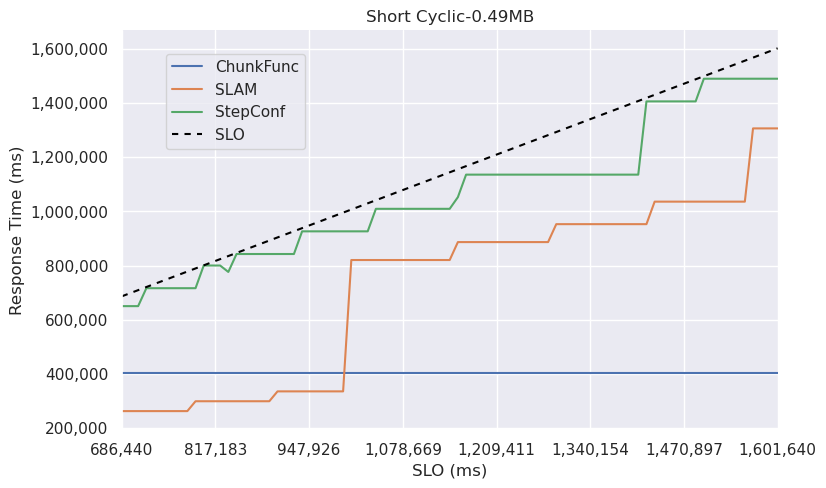 Short Cyclic-0.49MB
1,600,000
1,400,000
1,200,000
1,000,000
800,000
600,000
400,000
200,000
Response Time (ms)
ChunkFunc
SLAM
StepConf
SLO
686,440 817,183 947,926 1,078,669 1,209,411 1,340,154 1,470,897 1,601,640
SLO (ms)